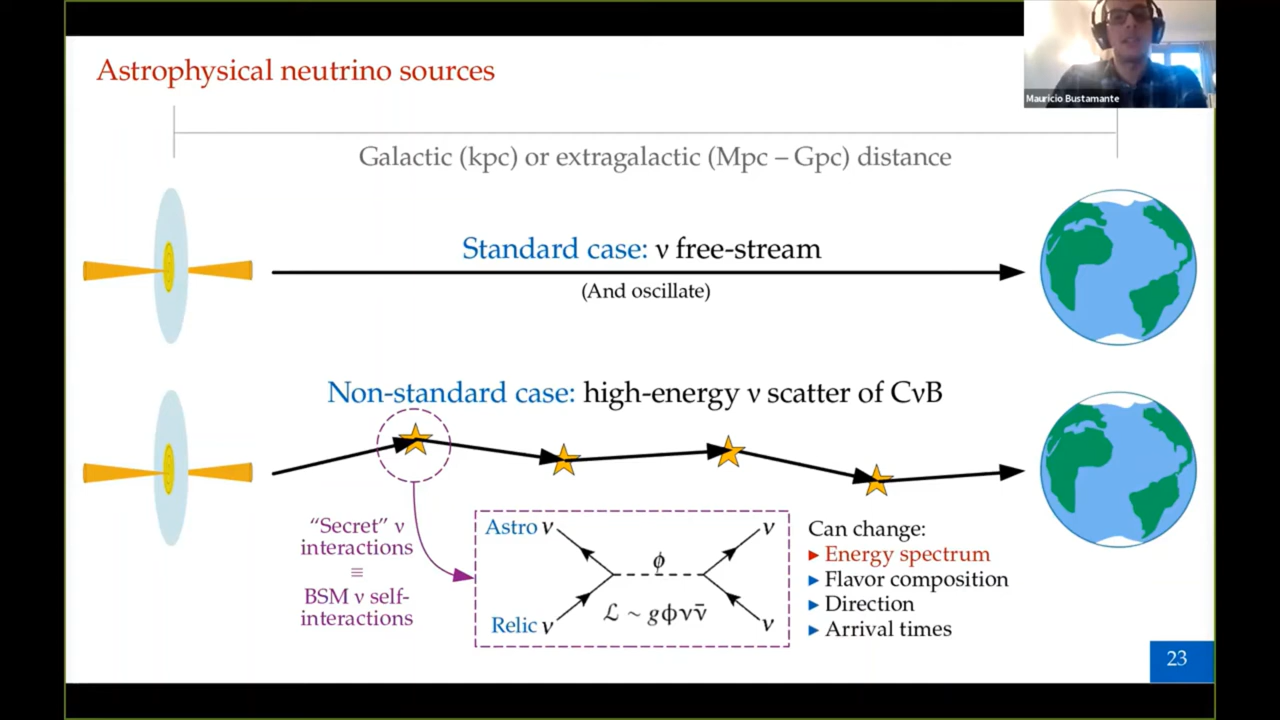 Astrophysical neutrino sources
Mauricio Bustamante
Galactic (kpc) or extragalactic (Mpc – Gpc) distance
Standard case: ν free-stream
(And oscillate)
Non-standard case: high-energy ν scatter of CνB
“Secret” ν
interactions
≡
BSM ν self-
interactions
Astro ν
ν
ϕ
ℒ ~ gϕνν̄
Relic ν
ν
Can change:
▸ Energy spectrum
▸ Flavor composition
▸ Direction
▸ Arrival times
23